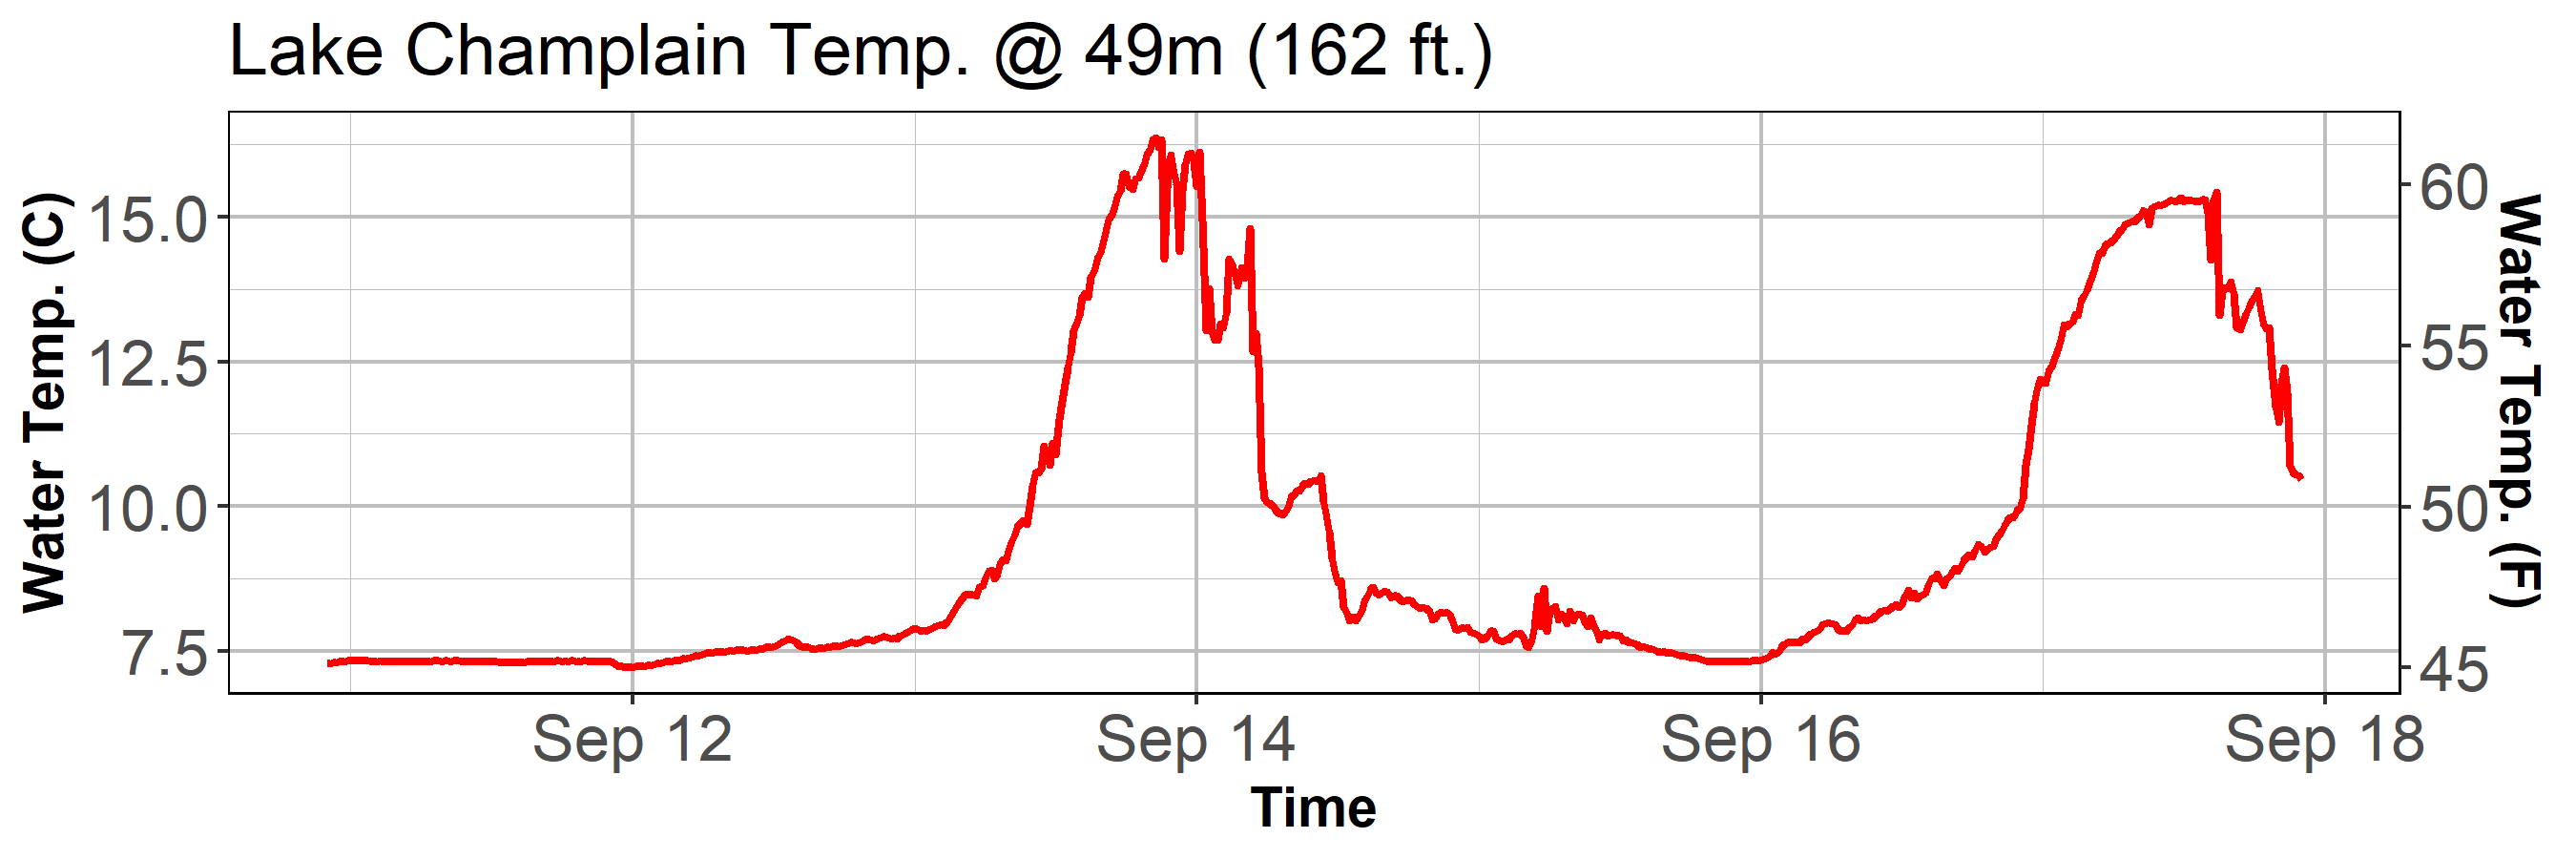 Lake Champlain Temp. @ 49m (162 ft.)
Water Temp. (C)
15.0
12.5
10.0
7.5
60
55
50
45
Water Temp. (F)
Sep 12
Sep 14
Sep 16
Sep 18
Time